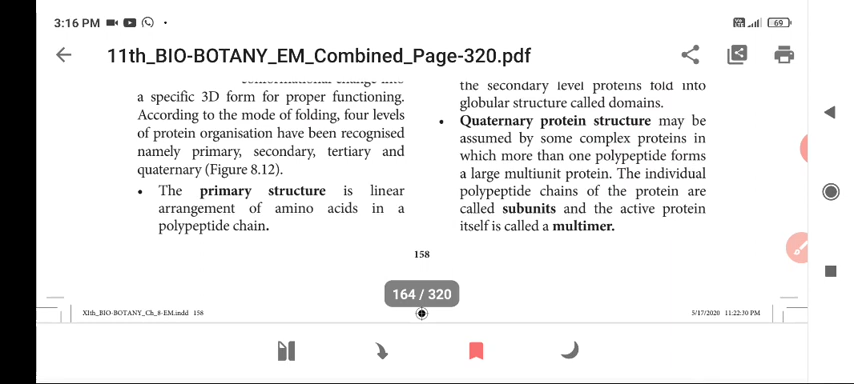 3:16 PM
69
11th_BIO-BOTANY_EM_Combined_Page-320.pdf
conformational change into
a specific 3D form for proper functioning.
According to the mode of folding, four levels
of protein organisation have been recognised
namely primary, secondary, tertiary and
quaternary (Figure 8.12).
• The primary structure is linear
arrangement of amino acids in a
polypeptide chain.
the secondary level proteins fold into
globular structure called domains.
• Quaternary protein structure may be
assumed by some complex proteins in
which more than one polypeptide forms
a large multiunit protein. The individual
polypeptide chains of the protein are
called subunits and the active protein
itself is called a multimer.
158
164 / 320
XIth_BIO-BOTANY_Ch_8-EM.indd 158
5/17/2020 11:22:30 PM